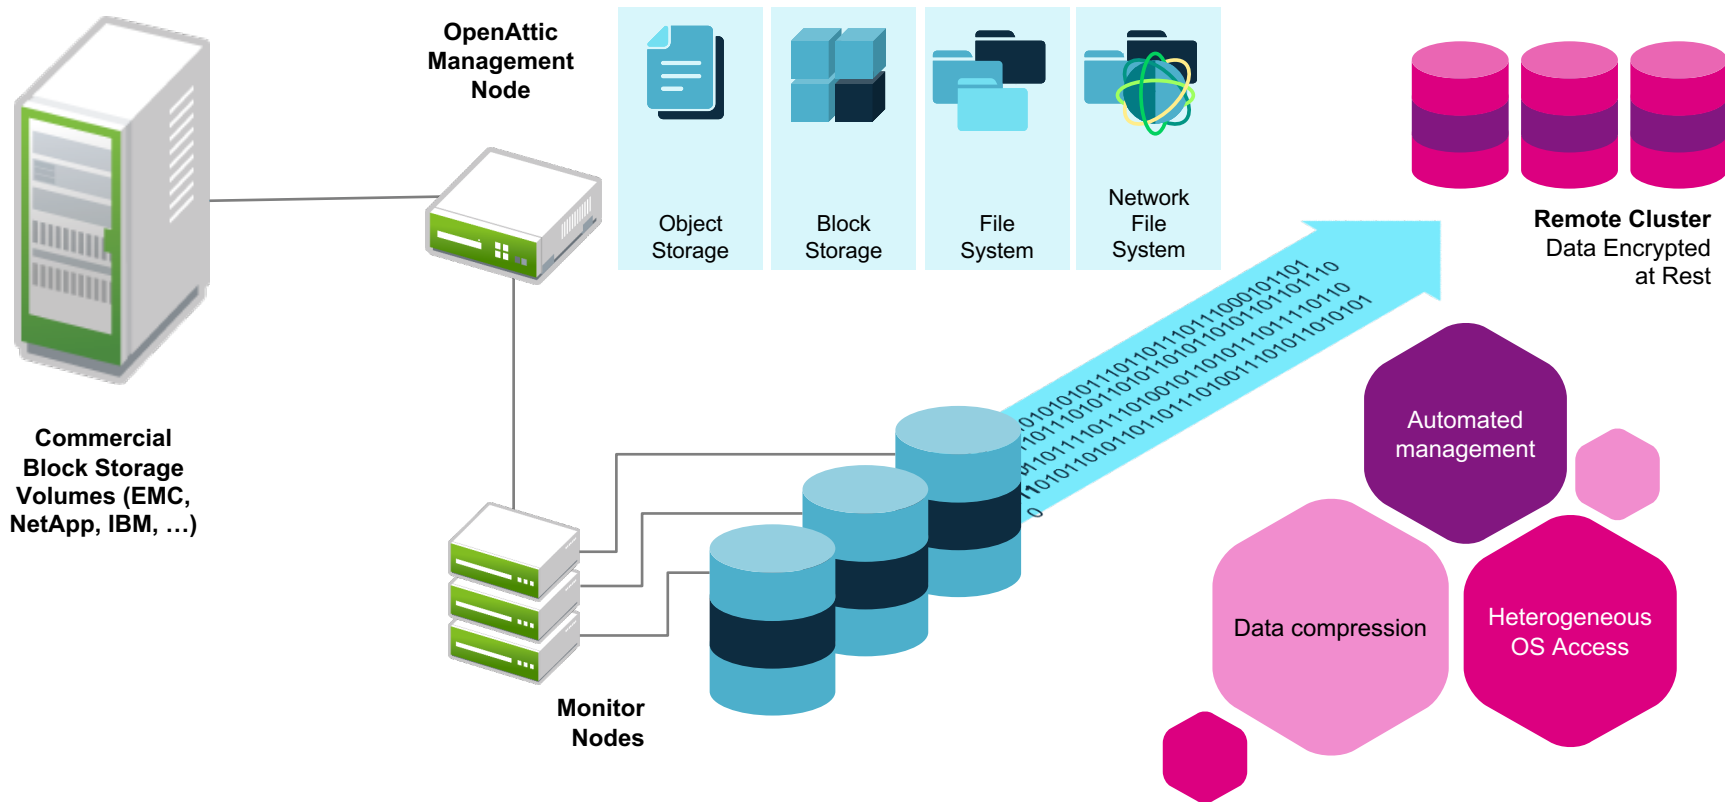 OpenAttic
Management
Node
Object
Storage
Block
Storage
File
System
Network
File
System
Remote Cluster
Data Encrypted
at Rest
Commercial
Block Storage
Volumes (EMC,
NetApp, IBM, …)
Monitor
Nodes
Automated
management
Data compression
Heterogeneous
OS Access